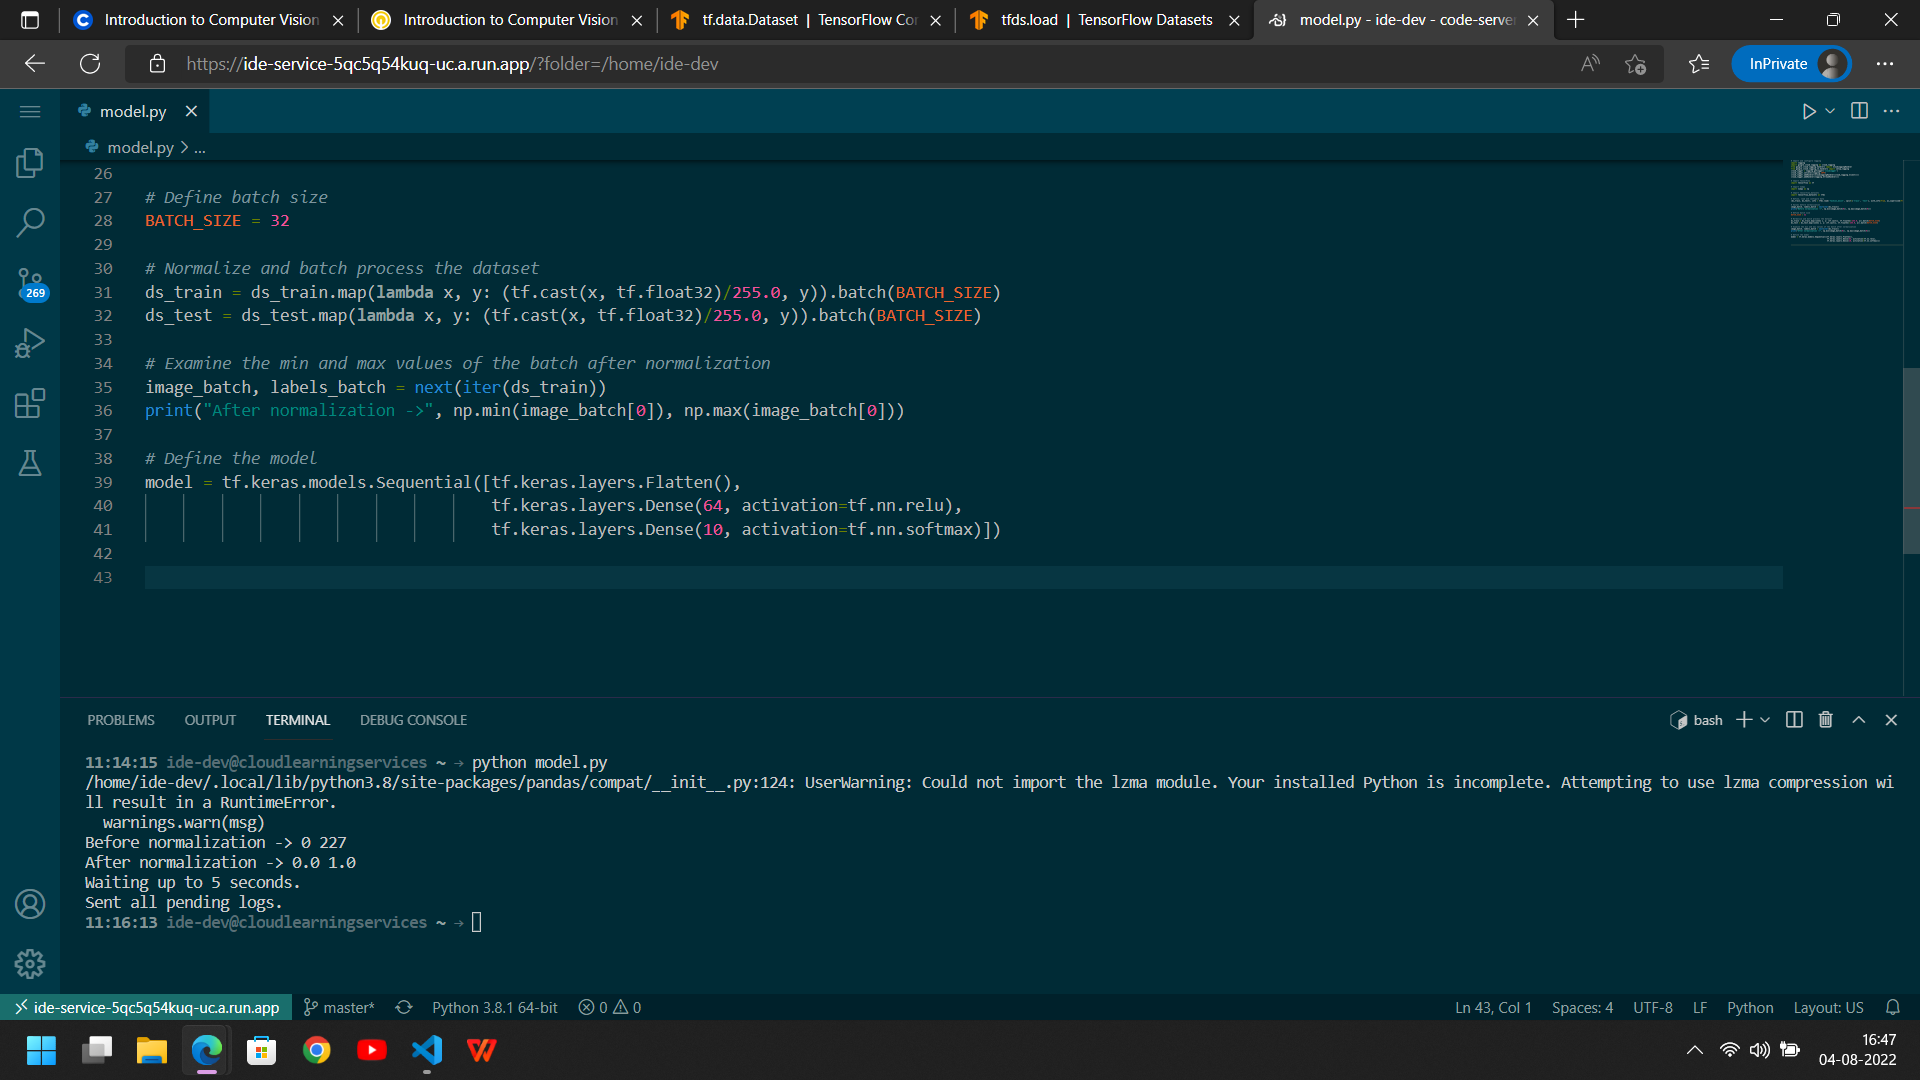 Introduction to Computer Vision
Introduction to Computer Vision
tf.data.Dataset | TensorFlow Co
tfds.load | TensorFlow Datasets
model.py - ide-dev - code-server
https://ide-service-5qc5q54kuq-uc.a.run.app/?folder=/home/ide-dev
InPrivate
model.py
model.py > ...
269
26
27 # Define batch size
28 BATCH_SIZE = 32
29
30 # Normalize and batch process the dataset
31 ds_train = ds_train.map(lambda x, y: (tf.cast(x, tf.float32)/255.0, y)).batch(BATCH_SIZE)
32 ds_test = ds_test.map(lambda x, y: (tf.cast(x, tf.float32)/255.0, y)).batch(BATCH_SIZE)
33
34 # Examine the min and max values of the batch after normalization
35 image_batch, labels_batch = next(iter(ds_train))
36 print("After normalization ->", np.min(image_batch[0]), np.max(image_batch[0]))
37
38 # Define the model
39 model = tf.keras.models.Sequential([tf.keras.layers.Flatten(),
40 tf.keras.layers.Dense(64, activation=tf.nn.relu),
41 tf.keras.layers.Dense(10, activation=tf.nn.softmax)])
42
43
PROBLEMS OUTPUT TERMINAL DEBUG CONSOLE
bash
11:14:15 ide-dev@cloudlearningservices ~ → python model.py
/home/ide-dev/.local/lib/python3.8/site-packages/pandas/compat/__init__.py:124: UserWarning: Could not import the lzma module. Your installed Python is incomplete. Attempting to use lzma compression wi
ll result in a RuntimeError.
warnings.warn(msg)
Before normalization -> 0 227
After normalization -> 0.0 1.0
Waiting up to 5 seconds.
Sent all pending logs.
11:16:13 ide-dev@cloudlearningservices ~ →
ide-service-5qc5q54kuq-uc.a.run.app master* Python 3.8.1 64-bit 0 0 Ln 43, Col 1 Spaces: 4 UTF-8 LF Python Layout: US
16:47
04-08-2022